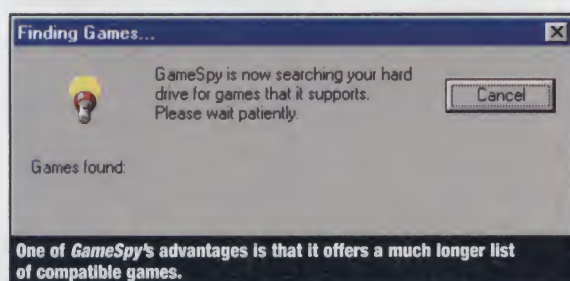 Finding Games...
GameSpy is now searching your hard
drive for games that it supports.
Please wait patiently.
Cancel
Games found:
One of GameSpy's advantages is that it offers a much longer list
of compatible games.